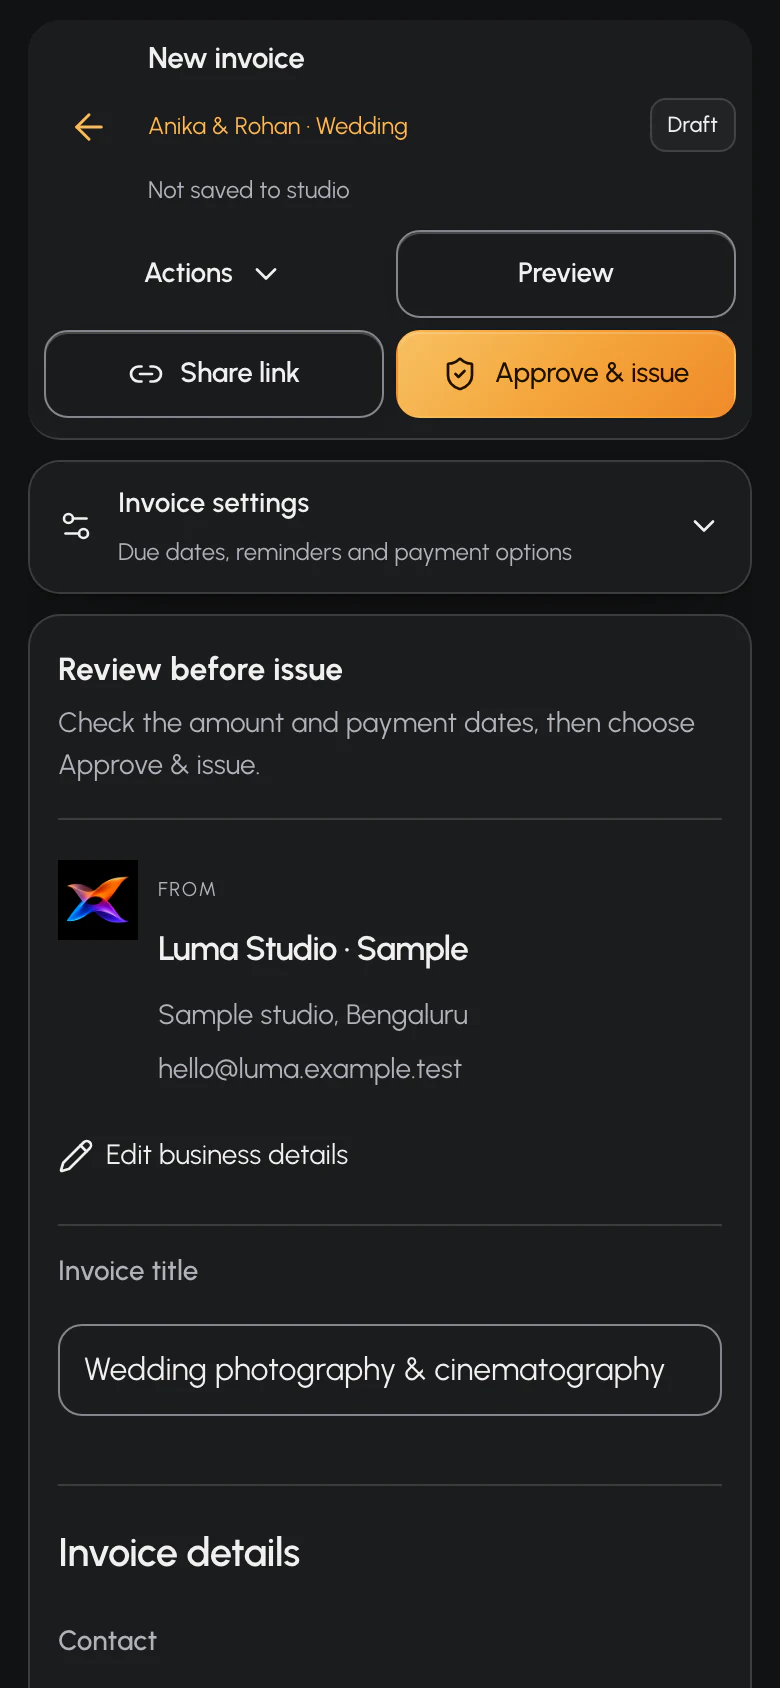 New invoice
Anika & Rohan · Wedding
Draft
Not saved to studio
Actions
Preview
Share link
Approve & issue
Invoice settings
Due dates, reminders and payment options
Review before issue
Check the amount and payment dates, then choose
Approve & issue.
FROM
Luma Studio · Sample
Sample studio, Bengaluru
hello@luma.example.test
Edit business details
Invoice title
Wedding photography & cinematography
Invoice details
Contact